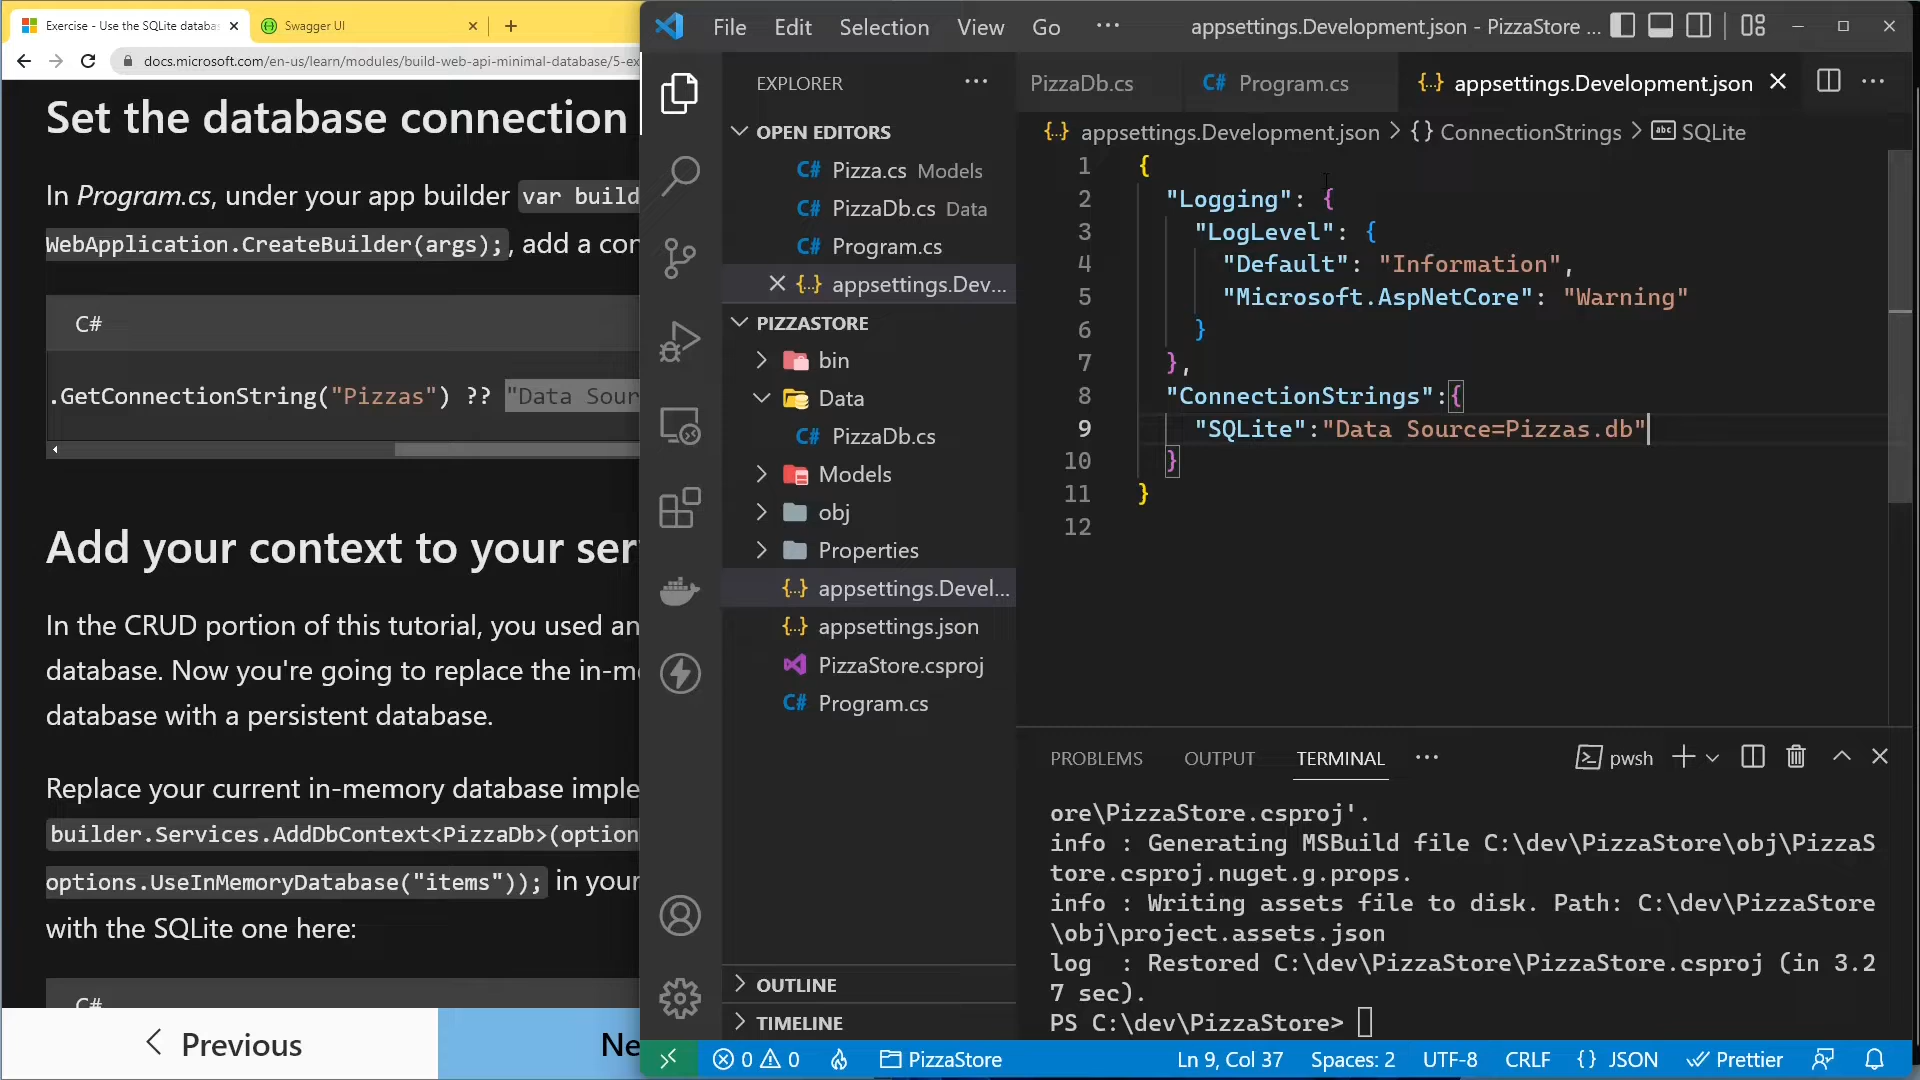 Exercise - Use the SQLite databas
Swagger UI
docs.microsoft.com/en-us/learn/modules/build-web-api-minimal-database/5-ex
Set the database connection
In Program.cs, under your app builder var build
WebApplication.CreateBuilder(args);, add a con
C#
.GetConnectionString("Pizzas") ?? "Data Sour
Add your context to your ser
In the CRUD portion of this tutorial, you used an
database. Now you're going to replace the in-m
database with a persistent database.
Replace your current in-memory database imple
builder.Services.AddDbContext<PizzaDb>(option
options.UseInMemoryDatabase("items")); in your
with the SQLite one here:
C#
Previous
Ne
File Edit Selection View Go ···
appsettings.Development.json - PizzaStore ...
EXPLORER ···
OPEN EDITORS
C# Pizza.cs Models
C# PizzaDb.cs Data
C# Program.cs
{..} appsettings.Dev...
PIZZASTORE
bin
Data
C# PizzaDb.cs
Models
obj
Properties
{..} appsettings.Devel...
{..} appsettings.json
PizzaStore.csproj
C# Program.cs
OUTLINE
TIMELINE
PizzaDb.cs
C# Program.cs
{..} appsettings.Development.json
{..} appsettings.Development.json > {} ConnectionStrings > abc SQLite
1 {
2 "Logging": {
3 "LogLevel": {
4 "Default": "Information",
5 "Microsoft.AspNetCore": "Warning"
6 }
7 },
8 "ConnectionStrings":{
9 "SQLite":"Data Source=Pizzas.db"
10 }
11 }
12
PROBLEMS OUTPUT TERMINAL ···
pwsh
ore\PizzaStore.csproj'.
info : Generating MSBuild file C:\dev\PizzaStore\obj\PizzaS
tore.csproj.nuget.g.props.
info : Writing assets file to disk. Path: C:\dev\PizzaStore
\obj\project.assets.json
log  : Restored C:\dev\PizzaStore\PizzaStore.csproj (in 3.2
7 sec).
PS C:\dev\PizzaStore>
0 0 PizzaStore Ln 9, Col 37 Spaces: 2 UTF-8 CRLF {} JSON Prettier